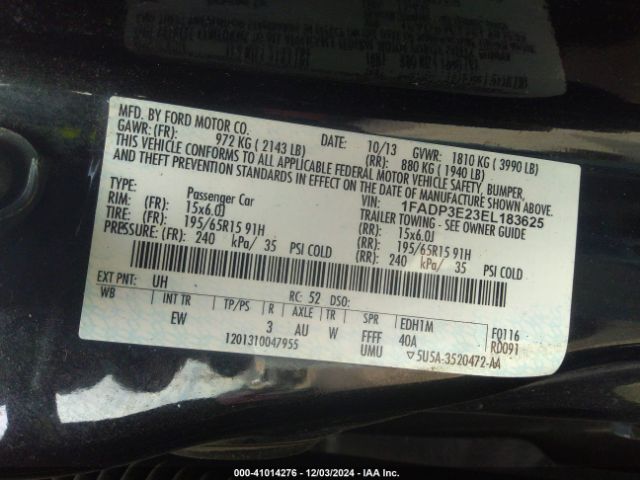 MFD. BY FORD MOTOR CO.
DATE: 10/13 GVWR: 1810 KG ( 3990 LB)
GAWR: (FR): 972 KG ( 2143 LB) (RR): 880 KG ( 1940 LB)
THIS VEHICLE CONFORMS TO ALL APPLICABLE FEDERAL MOTOR VEHICLE SAFETY, BUMPER,
AND THEFT PREVENTION STANDARDS IN EFFECT ON THE DATE OF MANUFACTURE SHOWN ABOVE.
VIN: 1FADP3E23EL183625
TYPE: Passenger Car TRAILER TOWING - SEE OWNER GUIDE
RIM: (FR): 15x6.0J (RR): 15x6.0J
TIRE: (FR): 195/65R15 91H (RR): 195/65R15 91H
PRESSURE: (FR): 240 kPa/ 35 PSI COLD (RR): 240 kPa/ 35 PSI COLD
EXT PNT: UH RC: 52 DSO:
WB INT TR TP/PS R AXLE TR SPR EDH1M F0116
EW 3 AU W FFFF 40A RD091
1201310047955 UMU ▽5U5A-3520472-AA
000-41014276 - 12/03/2024 - IAA Inc.